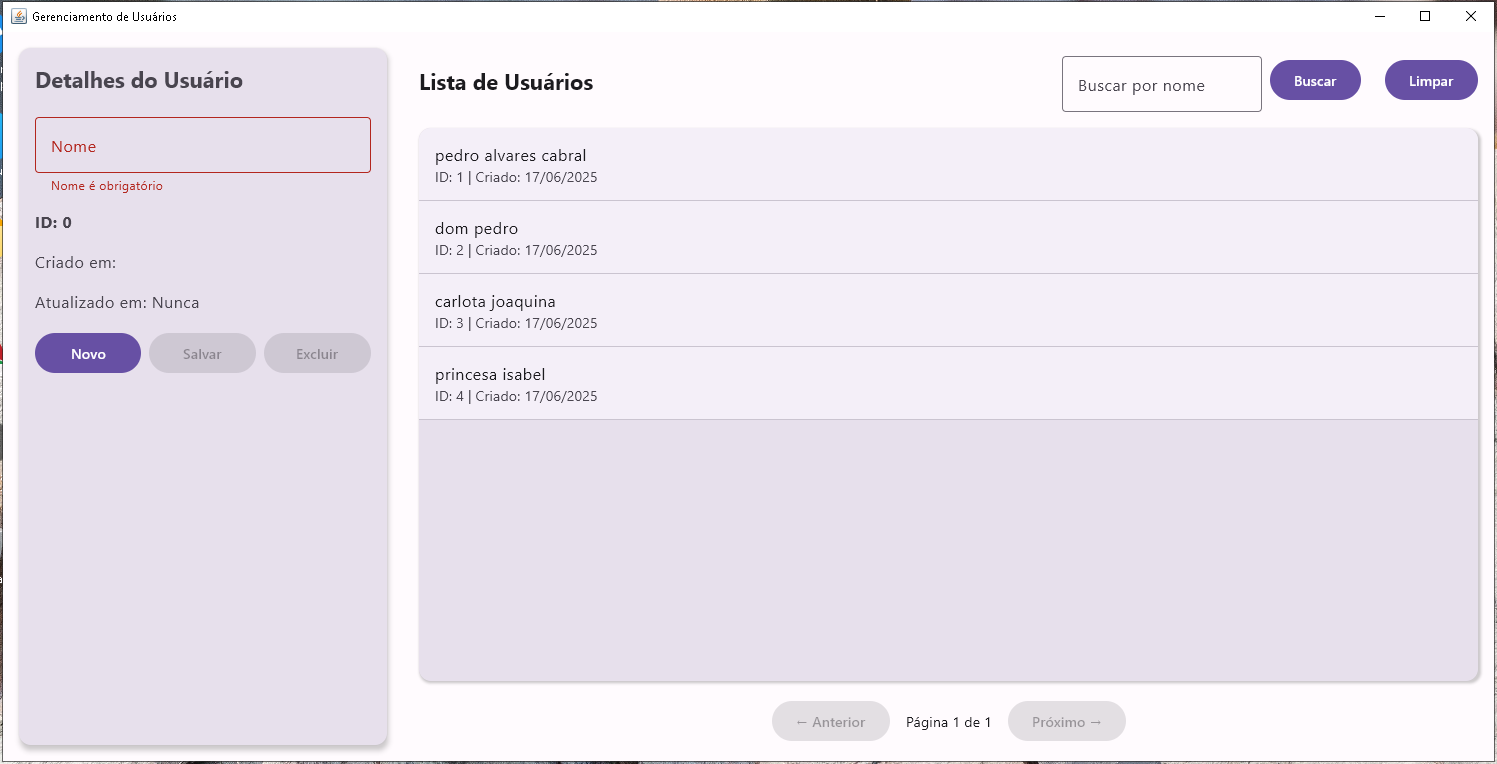 Gerenciamento de Usuários
Detalhes do Usuário
Nome
Nome é obrigatório
ID: 0
Criado em:
Atualizado em: Nunca
Novo
Salvar
Excluir
Lista de Usuários
Buscar por nome
Buscar
Limpar
pedro alvares cabral
ID: 1 | Criado: 17/06/2025
dom pedro
ID: 2 | Criado: 17/06/2025
carlota joaquina
ID: 3 | Criado: 17/06/2025
princesa isabel
ID: 4 | Criado: 17/06/2025
← Anterior
Página 1 de 1
Próximo →